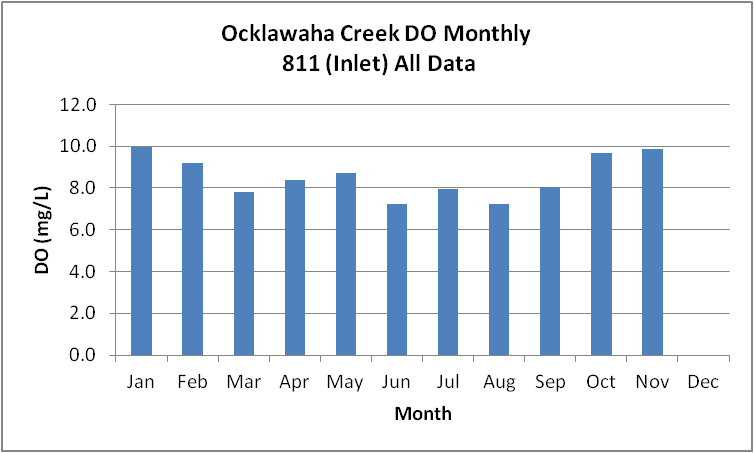 Ocklawaha Creek DO Monthly
811 (Inlet) All Data
12.0
10.0
8.0
6.0
4.0
2.0
0.0
DO (mg/L)
Jan Feb Mar Apr May Jun Jul Aug Sep Oct Nov Dec
Month